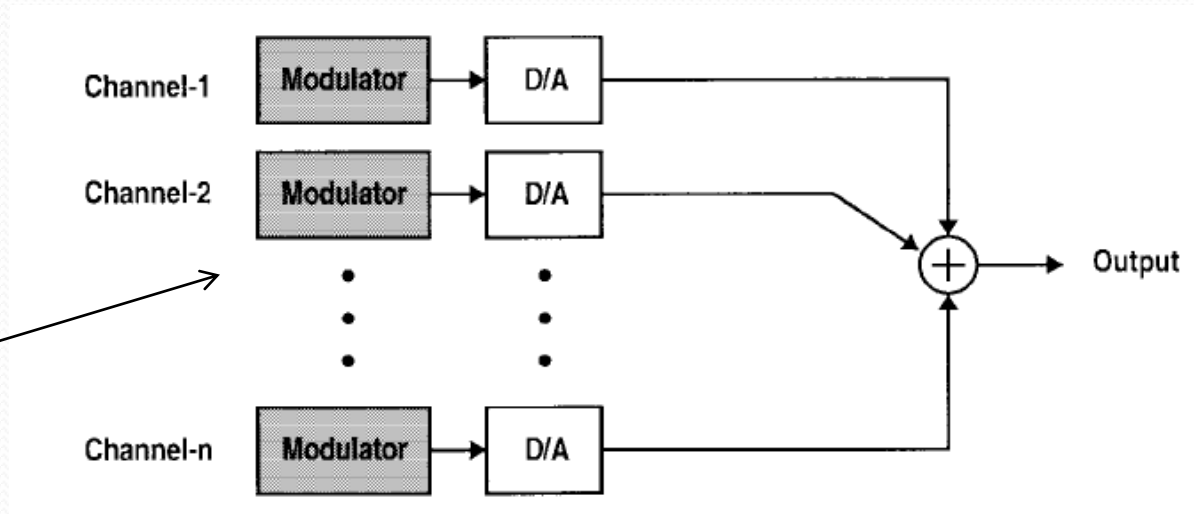 Channel-1 Modulator D/A
Channel-2 Modulator D/A
+ Output
Channel-n Modulator D/A